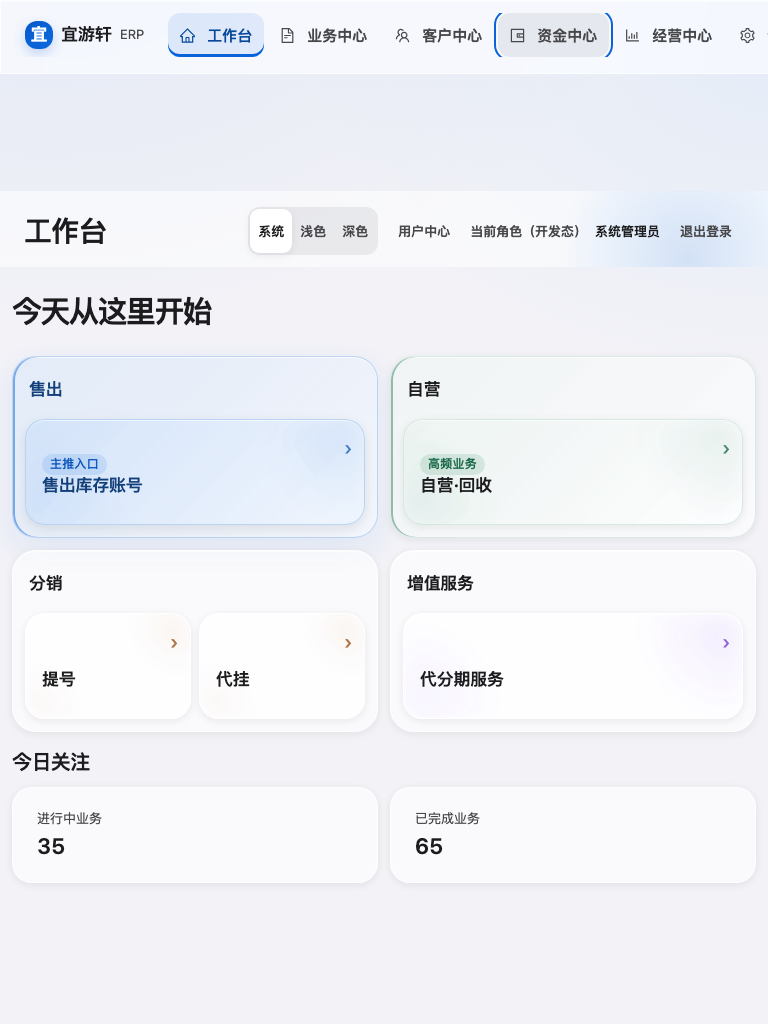 宜 宜游轩 ERP 工作台 业务中心 客户中心 资金中心 经营中心
工作台 系统 浅色 深色 用户中心 当前角色（开发态） 系统管理员 退出登录
今天从这里开始
售出
主推入口
售出库存账号
自营
高频业务
自营·回收
分销
提号 代挂
增值服务
代分期服务
今日关注
进行中业务
35
已完成业务
65